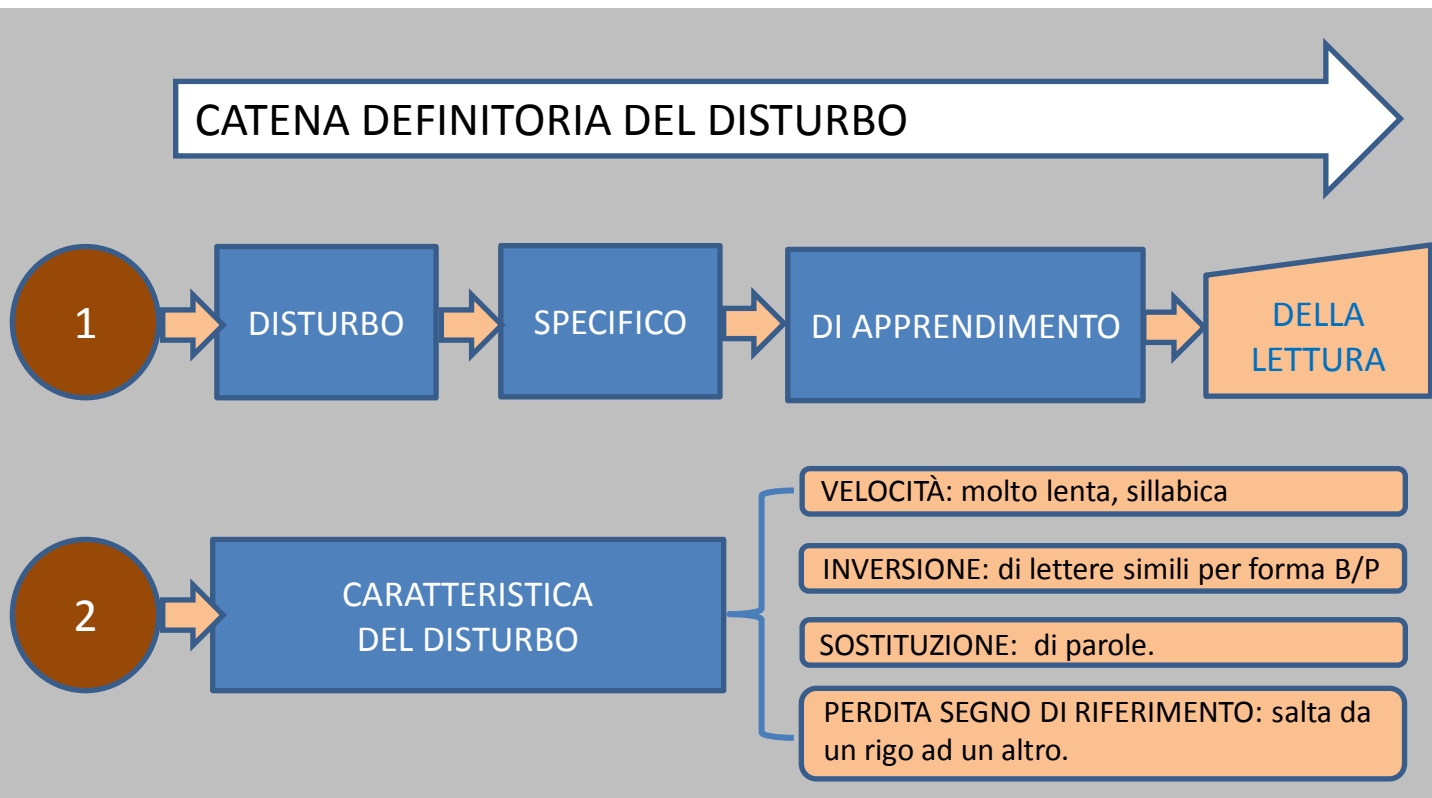 CATENA DEFINITORIA DEL DISTURBO
1
DISTURBO
SPECIFICO
DI APPRENDIMENTO
DELLA
LETTURA
2
CARATTERISTICA
DEL DISTURBO
VELOCITÀ: molto lenta, sillabica
INVERSIONE: di lettere simili per forma B/P
SOSTITUZIONE:  di parole.
PERDITA SEGNO DI RIFERIMENTO: salta da
un rigo ad un altro.